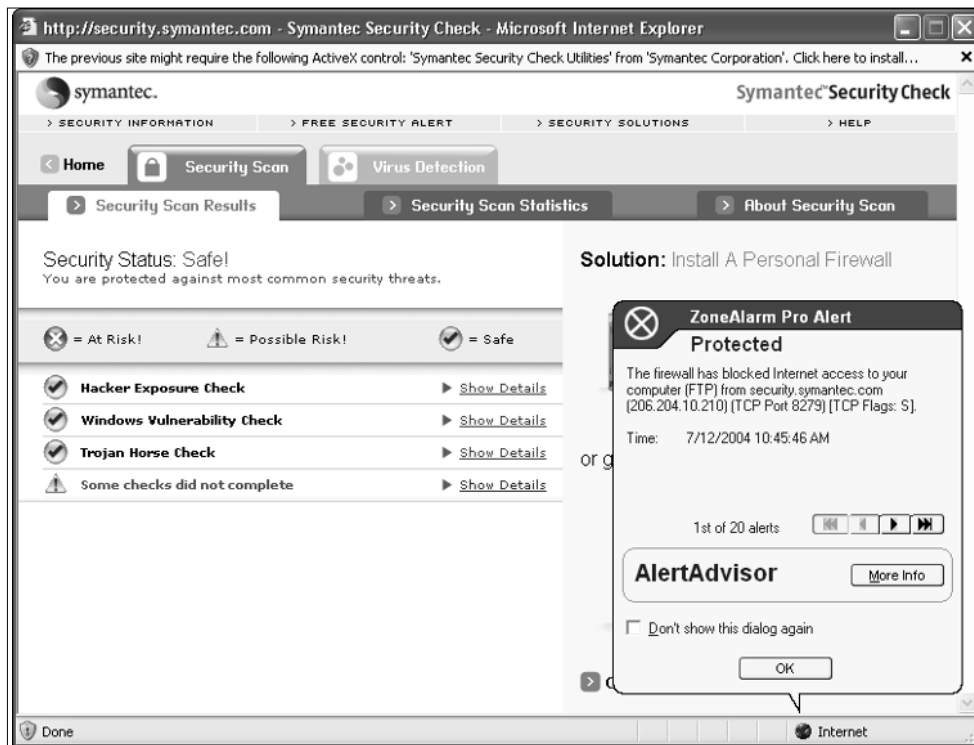 http://security.symantec.com - Symantec Security Check - Microsoft Internet Explorer
The previous site might require the following ActiveX control: 'Symantec Security Check Utilities' from 'Symantec Corporation'. Click here to install...
symantec.
Symantec™ Security Check
> SECURITY INFORMATION > FREE SECURITY ALERT > SECURITY SOLUTIONS > HELP
Home Security Scan Virus Detection
Security Scan Results Security Scan Statistics About Security Scan
Security Status: Safe!
You are protected against most common security threats.
= At Risk! = Possible Risk! = Safe
Hacker Exposure Check Show Details
Windows Vulnerability Check Show Details
Trojan Horse Check Show Details
Some checks did not complete Show Details
Solution: Install A Personal Firewall
or g
ZoneAlarm Pro Alert
Protected
The firewall has blocked Internet access to your
computer (FTP) from security.symantec.com
(206.204.10.210) (TCP Port 8279) [TCP Flags: S].
Time: 7/12/2004 10:45:46 AM
1st of 20 alerts
AlertAdvisor More Info
Don't show this dialog again
OK
Done Internet